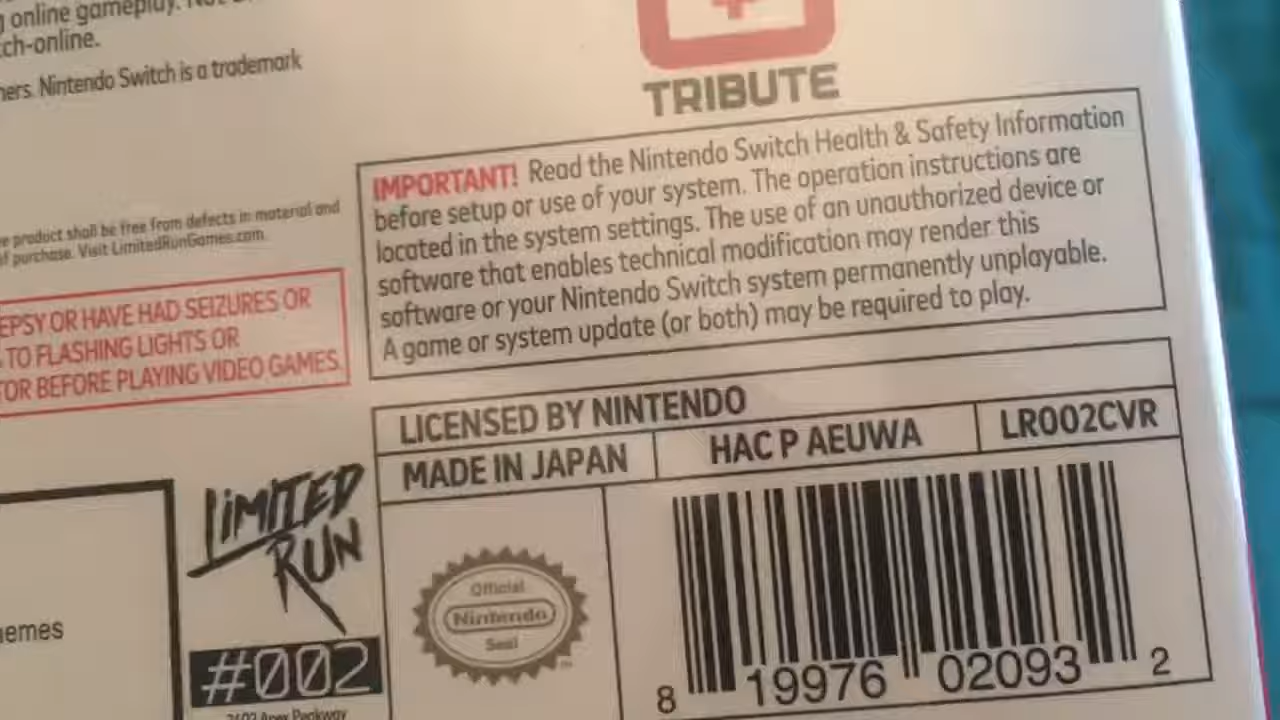 online gameplay.
ch-online.
ners. Nintendo Switch is a trademark
TRIBUTE
IMPORTANT! Read the Nintendo Switch Health & Safety Information
before setup or use of your system. The operation instructions are
located in the system settings. The use of an unauthorized device or
software that enables technical modification may render this
software or your Nintendo Switch system permanently unplayable.
A game or system update (or both) may be required to play.
e product shall be free from defects in material and
of purchase. Visit LimitedRunGames.com
EPSY OR HAVE HAD SEIZURES OR
TO FLASHING LIGHTS OR
TOR BEFORE PLAYING VIDEO GAMES.
LICENSED BY NINTENDO
MADE IN JAPAN
HAC P AEUWA
LR002CVR
LIMITED
RUN
#002
Official
Nintendo
Seal
TM
emes
8 19976 02093 2